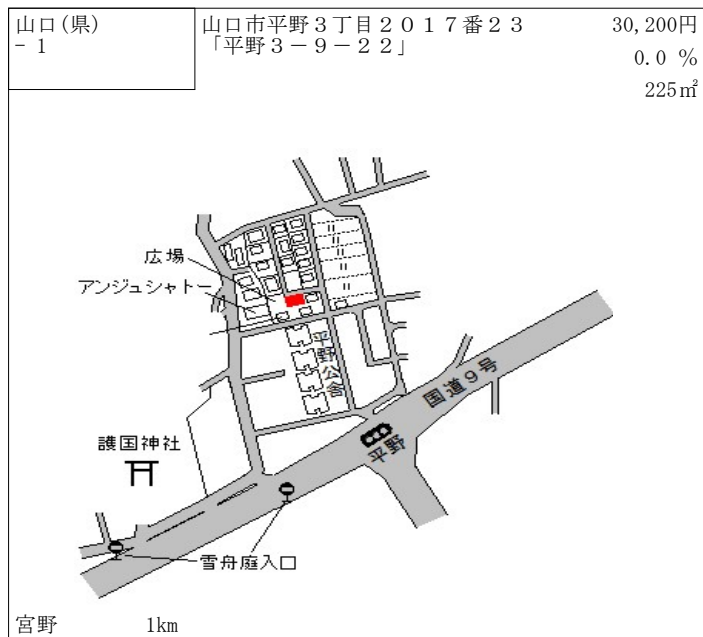 山口(県)
- 1
山口市平野３丁目２０１７番２３
「平野３－９－２２」
30,200円
0.0 %
225㎡
広場
アンジュシャトー
平野公舎
国道９号
平野
護国神社
雪舟庭入口
宮野 1km